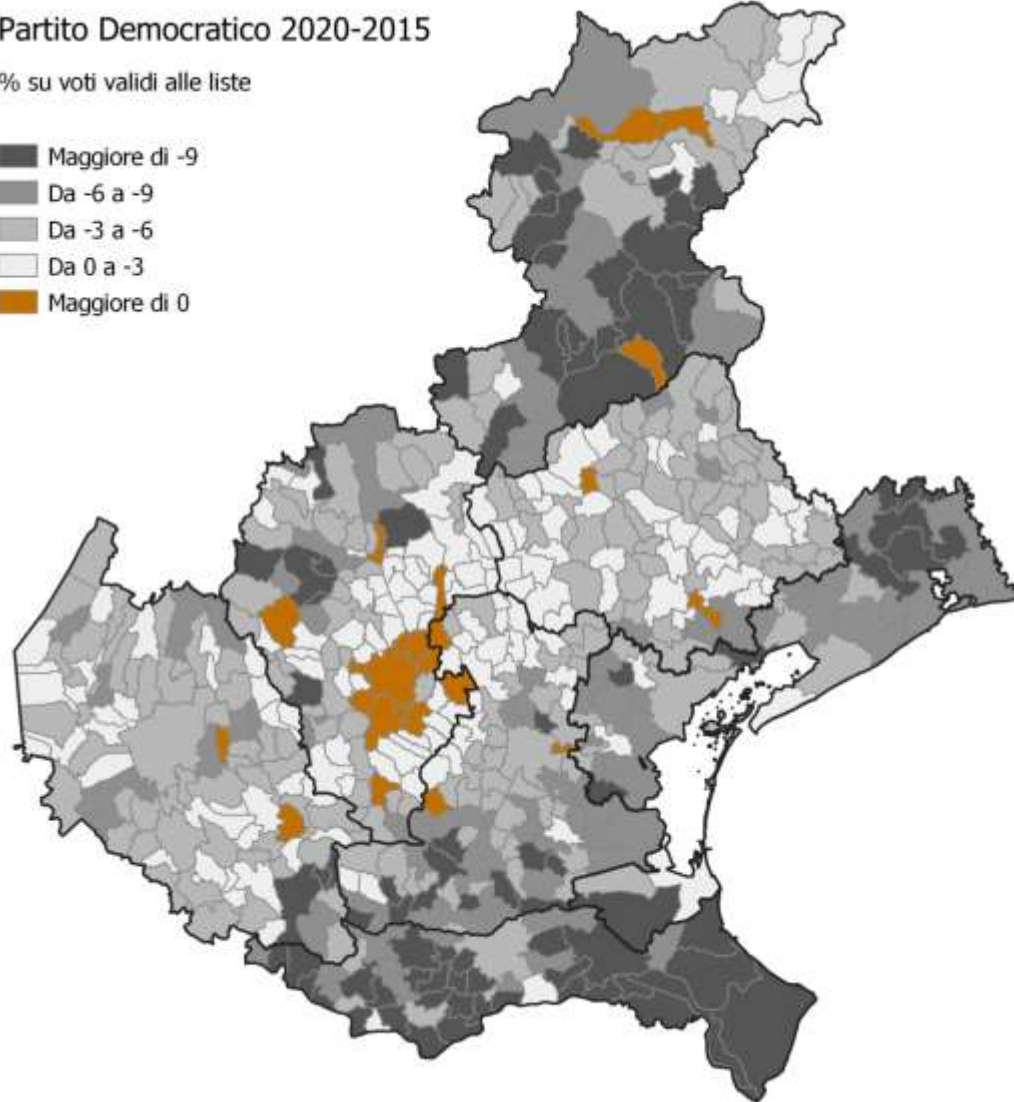 Partito Democratico 2020-2015
% su voti validi alle liste
Maggiore di -9
Da -6 a -9
Da -3 a -6
Da 0 a -3
Maggiore di 0